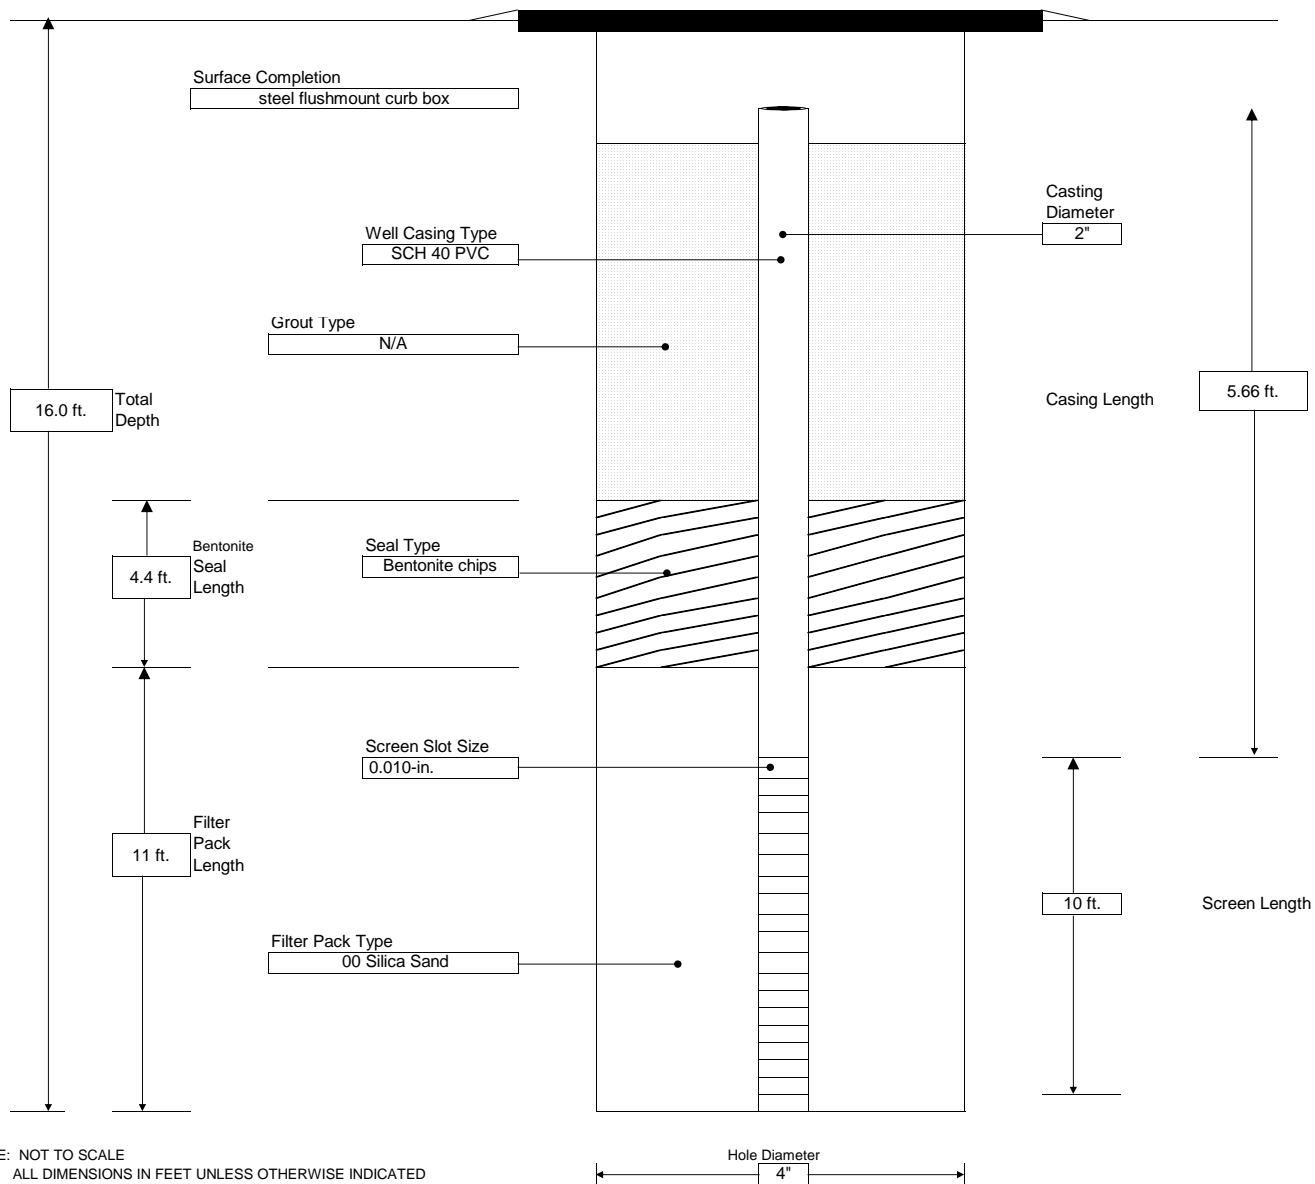 Surface Completion
steel flushmount curb box
Casting
Diameter
2"
Well Casing Type
SCH 40 PVC
Grout Type
N/A
16.0 ft.
Total
Depth
Casing Length
5.66 ft.
Bentonite
Seal
Length
4.4 ft.
Seal Type
Bentonite chips
Screen Slot Size
0.010-in.
Filter
Pack
Length
11 ft.
10 ft.
Screen Length
Filter Pack Type
00 Silica Sand
E: NOT TO SCALE
ALL DIMENSIONS IN FEET UNLESS OTHERWISE INDICATED
Hole Diameter
4"